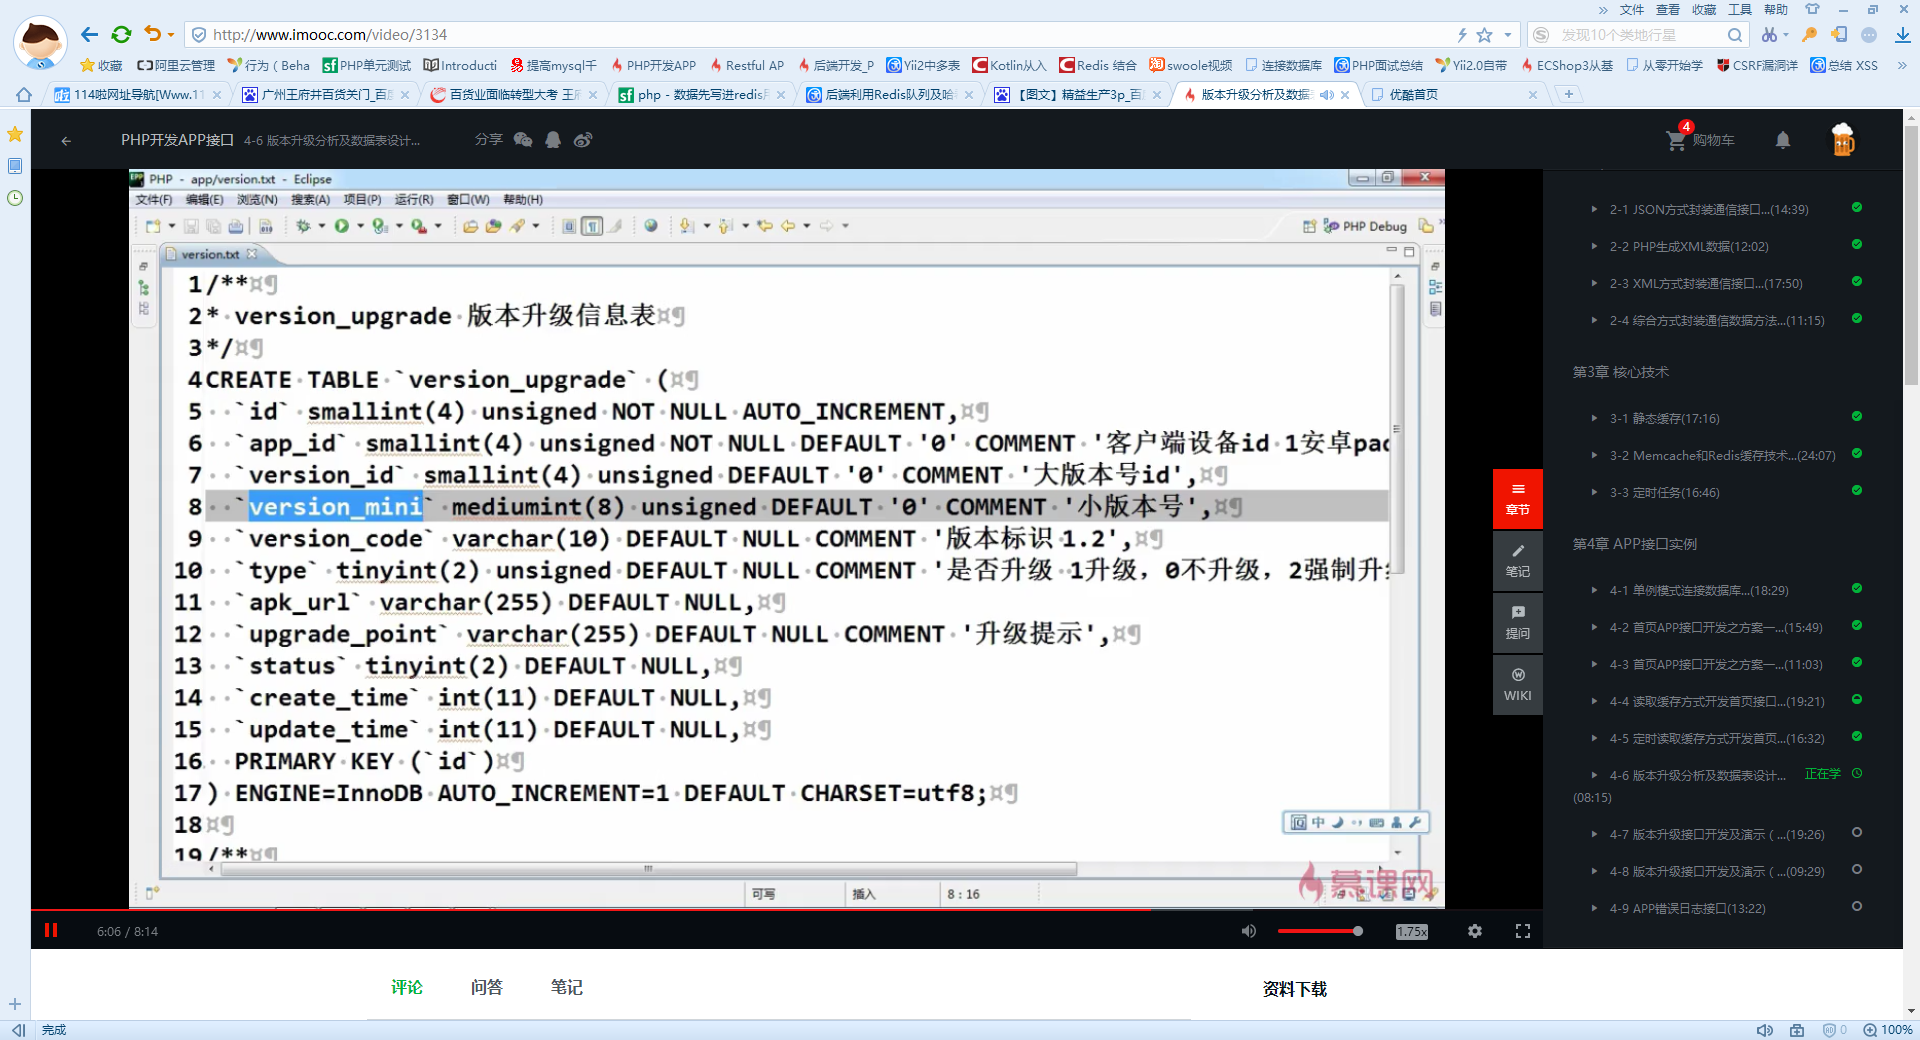 » 文件 查看 收藏 工具 帮助
http://www.imooc.com/video/3134
发现10个类地行星
收藏 阿里云管理 行为（Beha PHP单元测试 Introducti 提高mysql千 PHP开发APP Restful AP 后端开发_P Yii2中多表 Kotlin从入 Redis 结合 swoole视频 连接数据库 PHP面试总结 Yii2.0自带 ECShop3从基 从零开始学 CSRF漏洞详 总结 XSS »
114啦网址导航[Www.11 广州王府井百货关门_百度 百货业面临转型大考 王府 php - 数据先写进redis用 后端利用Redis队列及哈希 【图文】精益生产3p_百度 版本升级分析及数据表 优酷首页
PHP开发APP接口 4-6 版本升级分析及数据表设计... 分享 4 购物车
PHP - app/version.txt - Eclipse
文件(F) 编辑(E) 浏览(N) 搜索(A) 项目(P) 运行(R) 窗口(W) 帮助(H)
PHP Debug
version.txt
1 /**¤¶
2 * version_upgrade 版本升级信息表¤¶
3 */¤¶
4 CREATE TABLE `version_upgrade` (¤¶
5 `id` smallint(4) unsigned NOT NULL AUTO_INCREMENT,¤¶
6 `app_id` smallint(4) unsigned NOT NULL DEFAULT '0' COMMENT '客户端设备id 1安卓pad
7 `version_id` smallint(4) unsigned DEFAULT '0' COMMENT '大版本号id',¤¶
8 `version_mini` mediumint(8) unsigned DEFAULT '0' COMMENT '小版本号',¤¶
9 `version_code` varchar(10) DEFAULT NULL COMMENT '版本标识 1.2',¤¶
10 `type` tinyint(2) unsigned DEFAULT NULL COMMENT '是否升级 1升级，0不升级，2强制升级
11 `apk_url` varchar(255) DEFAULT NULL,¤¶
12 `upgrade_point` varchar(255) DEFAULT NULL COMMENT '升级提示',¤¶
13 `status` tinyint(2) DEFAULT NULL,¤¶
14 `create_time` int(11) DEFAULT NULL,¤¶
15 `update_time` int(11) DEFAULT NULL,¤¶
16 PRIMARY KEY (`id`)¤¶
17 ) ENGINE=InnoDB AUTO_INCREMENT=1 DEFAULT CHARSET=utf8;¤¶
18 ¤¶
19 /**¤¶
中
慕课网
可写 插入 8 : 16
6:06 / 8:14 1.75x
章节
笔记
提问
WIKI
2-1 JSON方式封装通信接口...(14:39)
2-2 PHP生成XML数据(12:02)
2-3 XML方式封装通信接口...(17:50)
2-4 综合方式封装通信数据方法...(11:15)
第3章 核心技术
3-1 静态缓存(17:16)
3-2 Memcache和Redis缓存技术...(24:07)
3-3 定时任务(16:46)
第4章 APP接口实例
4-1 单例模式连接数据库...(18:29)
4-2 首页APP接口开发之方案一...(15:49)
4-3 首页APP接口开发之方案一...(11:03)
4-4 读取缓存方式开发首页接口...(19:21)
4-5 定时读取缓存方式开发首页...(16:32)
4-6 版本升级分析及数据表设计... 正在学
(08:15)
4-7 版本升级接口开发及演示（...(19:26)
4-8 版本升级接口开发及演示（...(09:29)
4-9 APP错误日志接口(13:22)
评论 问答 笔记 资料下载
完成 0 100%